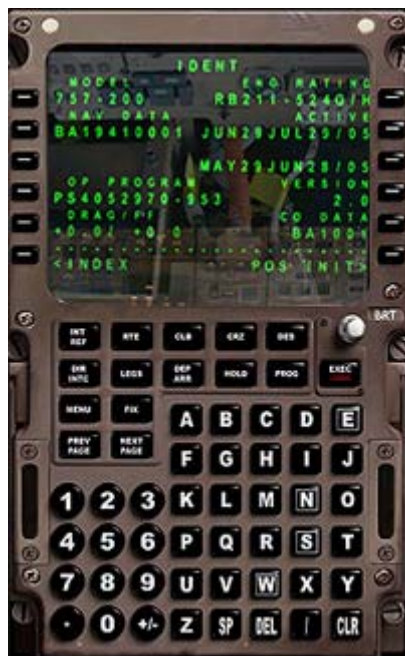 IDENT
MODEL ENG RATING
757-200 RB211-524G/H
NAV DATA ACTIVE
BA19410001 JUN29JUL29/05
MAY29JUN28/05
OP PROGRAM VERSION
PS4052970-953 2.0
DRAG/FF CO DATA
+0.0/ +0.0 BA1001
<INDEX POS INIT>
BRT
INT REF RTE CLB CRZ DES
DIR INTC LEGS DEP ARR HOLD PROG EXEC
MENU FIX
PREV PAGE NEXT PAGE
A B C D E
F G H I J
1 2 3 K L M N O
4 5 6 P Q R S T
7 8 9 U V W X Y
. 0 +/- Z SP DEL / CLR